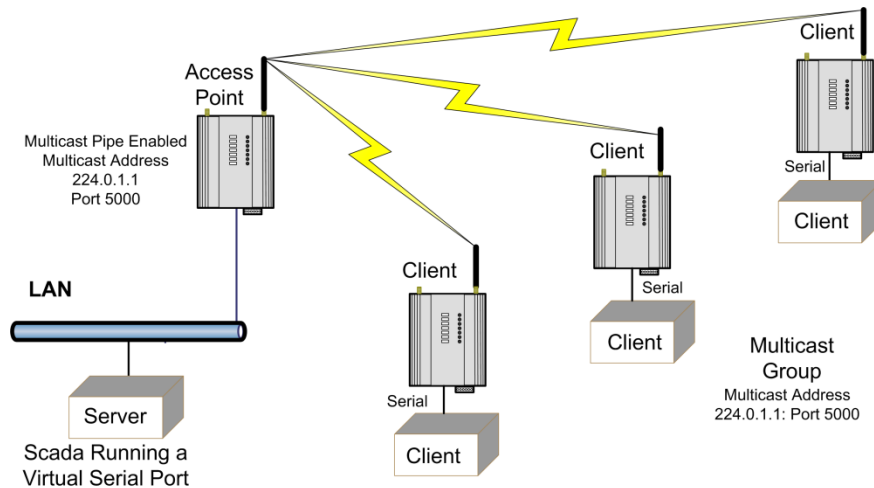 Client
Access
Point
Multicast Pipe Enabled
Multicast Address
224.0.1.1
Port 5000
Client
Serial
Client
Client
Serial
Client
LAN
Client
Serial
Client
Server
Scada Running a
Virtual Serial Port
Multicast
Group
Multicast Address
224.0.1.1: Port 5000